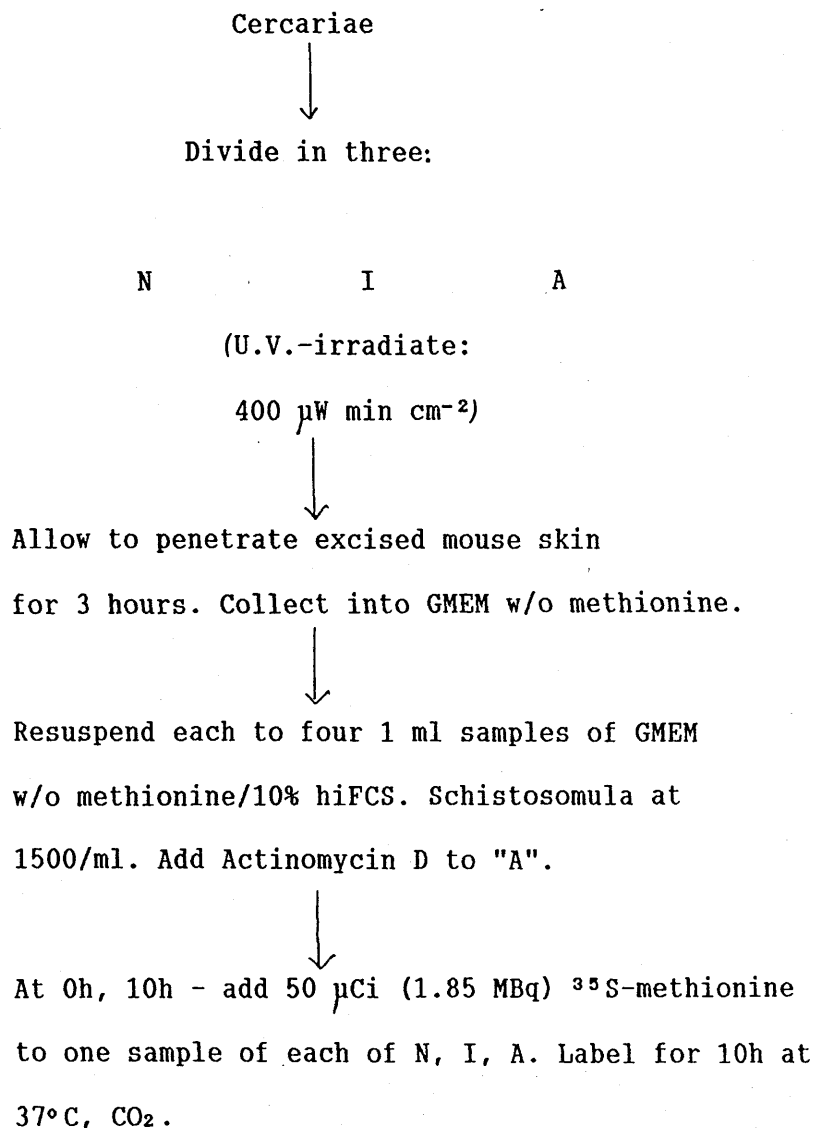 Cercariae
Divide in three:
N I A
(U.V.-irradiate:
400 µW min cm⁻²)
Allow to penetrate excised mouse skin
for 3 hours. Collect into GMEM w/o methionine.
Resuspend each to four 1 ml samples of GMEM
w/o methionine/10% hiFCS. Schistosomula at
1500/ml. Add Actinomycin D to "A".
At 0h, 10h - add 50 µCi (1.85 MBq) ³⁵S-methionine
to one sample of each of N, I, A. Label for 10h at
37°C, CO₂.